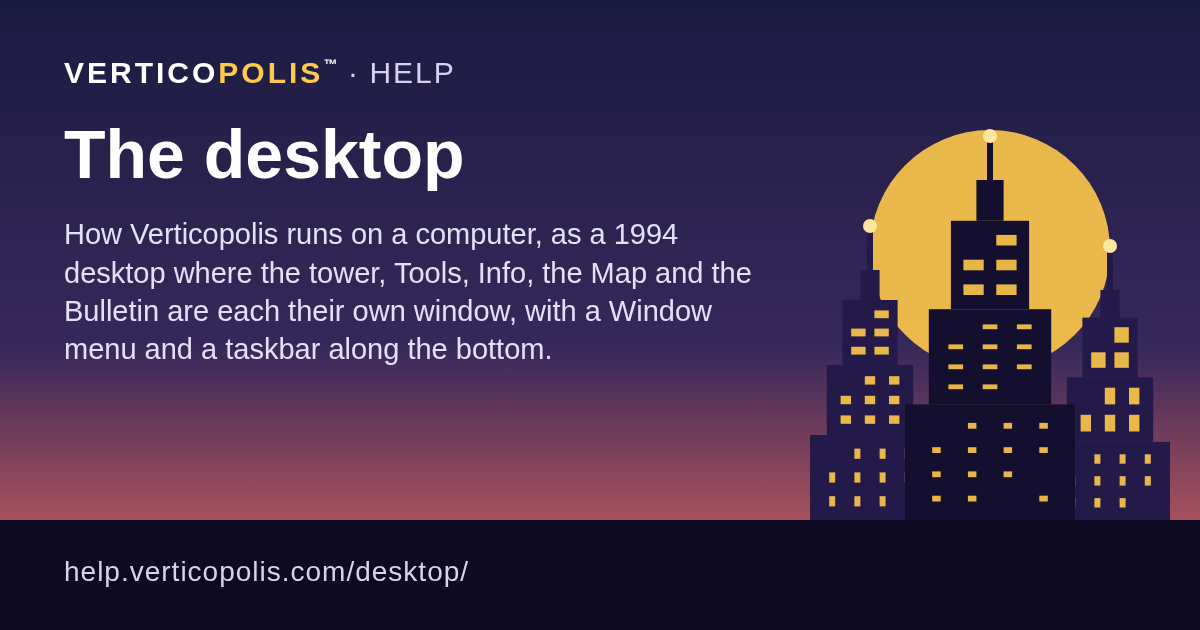 VERTICOPOLIS™ · HELP
The desktop
How Verticopolis runs on a computer, as a 1994
desktop where the tower, Tools, Info, the Map and the
Bulletin are each their own window, with a Window
menu and a taskbar along the bottom.
help.verticopolis.com/desktop/